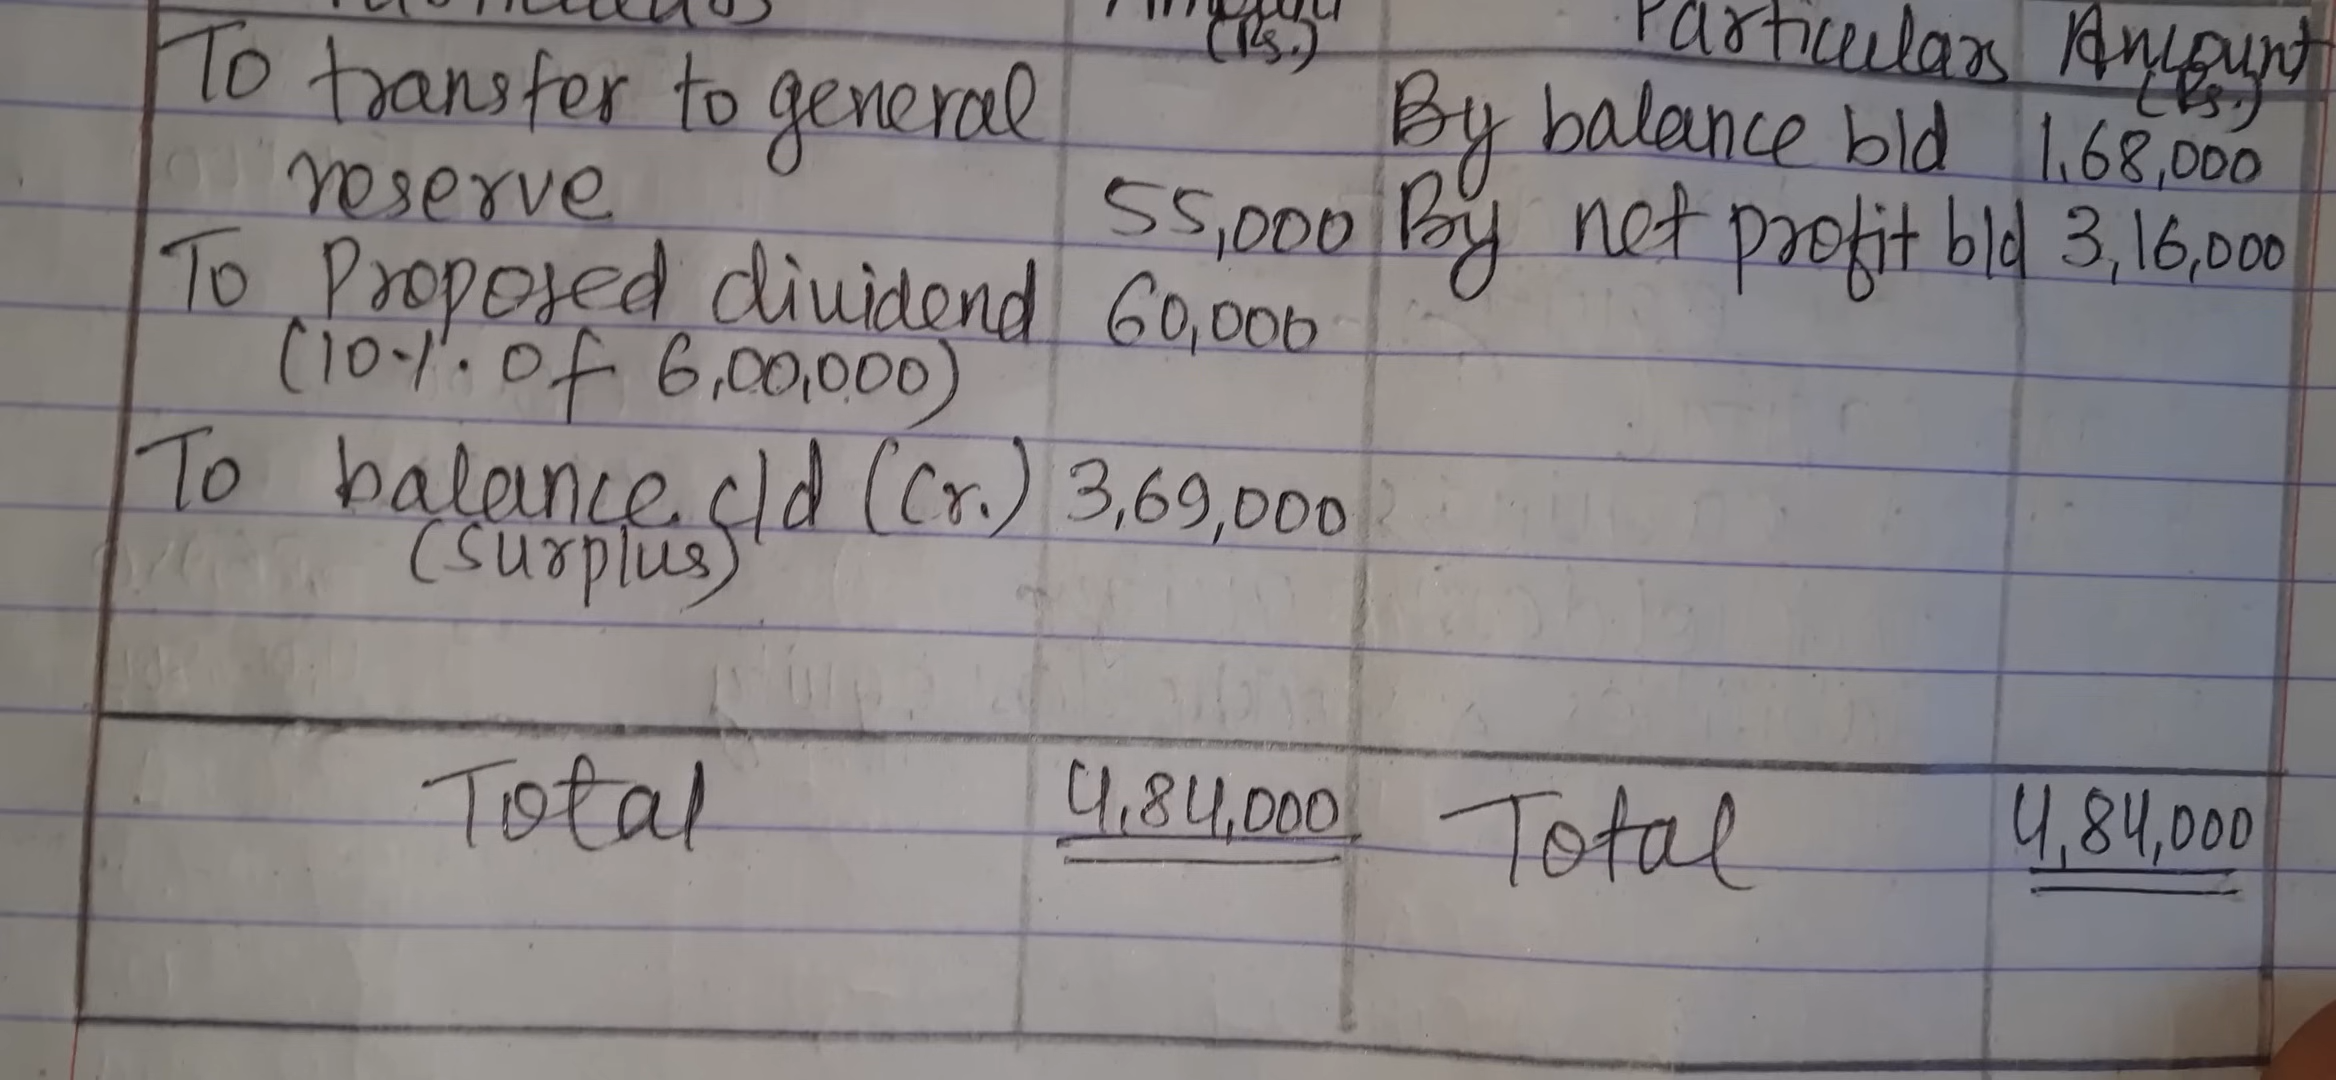 Particulars Amount
(Rs.) (Rs.)
To transfer to general
reserve 55,000
To Proposed dividend 60,000
(10%. of 6,00,000)
To balance c/d (Cr.) 3,69,000
(Surplus)
Total 4,84,000
By balance b/d 1,68,000
By net profit b/d 3,16,000
Total 4,84,000